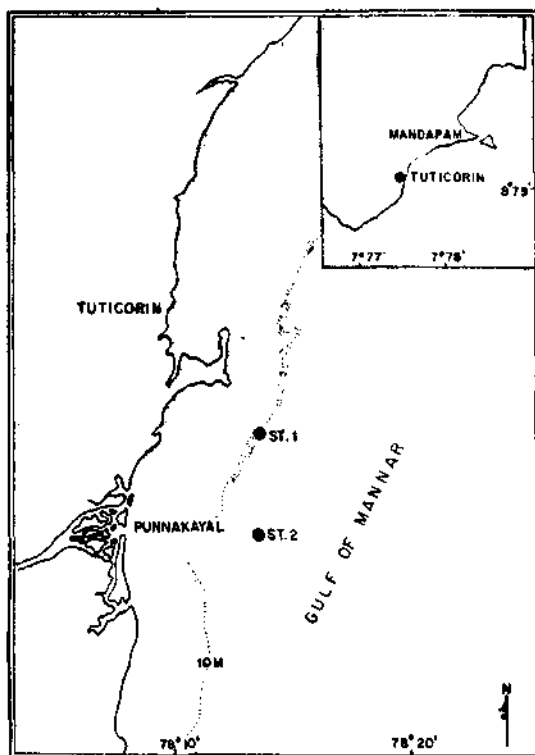 MANDAPAM
TUTICORIN
8°79'
7°77'
7°78'
TUTICORIN
ST. 1
PUNNAKAYAL
ST. 2
GULF OF MANNAR
10M
N
78°10'
78°20'